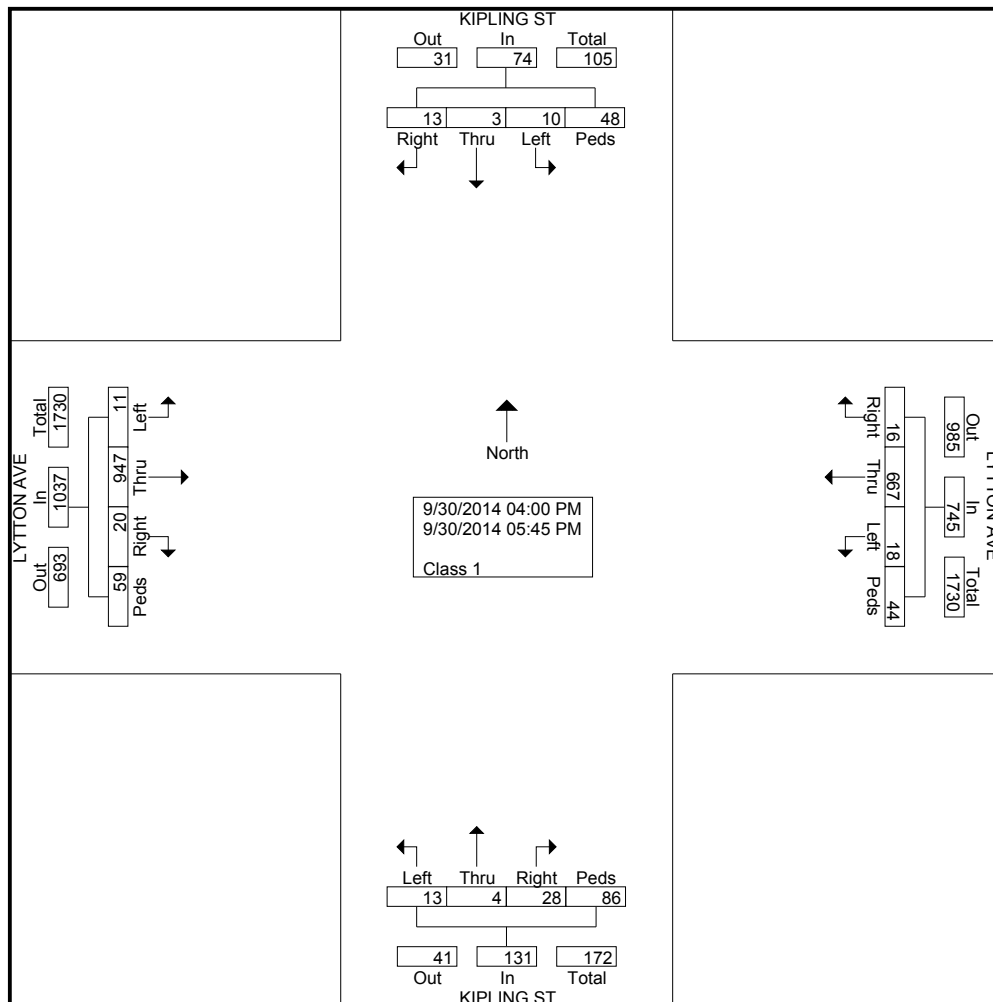 KIPLING ST
Out In Total
31 74 105
13 3 10 48
Right Thru Left Peds
LYTTON AVE
Total In Out
1730 1037 693
11 947 20 59
Left Thru Right Peds
North
9/30/2014 04:00 PM
9/30/2014 05:45 PM
Class 1
Right Thru Left Peds
16 667 18 44
Out In Total
985 745 1730
LYTTON AVE
Left Thru Right Peds
13 4 28 86
41 131 172
Out In Total
KIPLING ST